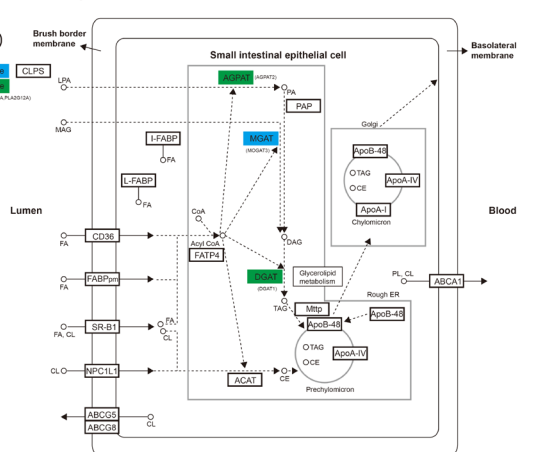 Brush border
membrane
)
e
CLPS
e
A,PLA2G12A)
Basolateral
membrane
Small intestinal epithelial cell
LPA
AGPAT
(AGPAT2)
PA
PAP
MAG
MGAT
(MOGAT3)
I-FABP
FA
L-FABP
FA
Golgi
ApoB-48
TAG
CE
ApoA-IV
ApoA-I
Chylomicron
Lumen
Blood
CoA
Acyl CoA
FATP4
DAG
CD36
FA
DGAT
(DGAT1)
Glycerolipid
metabolism
PL, CL
ABCA1
FABPpm
FA
TAG
Rough ER
Mttp
ApoB-48
ApoB-48
SR-B1
FA, CL
FA
CL
TAG
CE
ApoA-IV
Prechylomicron
CL
NPC1L1
ACAT
CE
ABCG5
ABCG8
CL